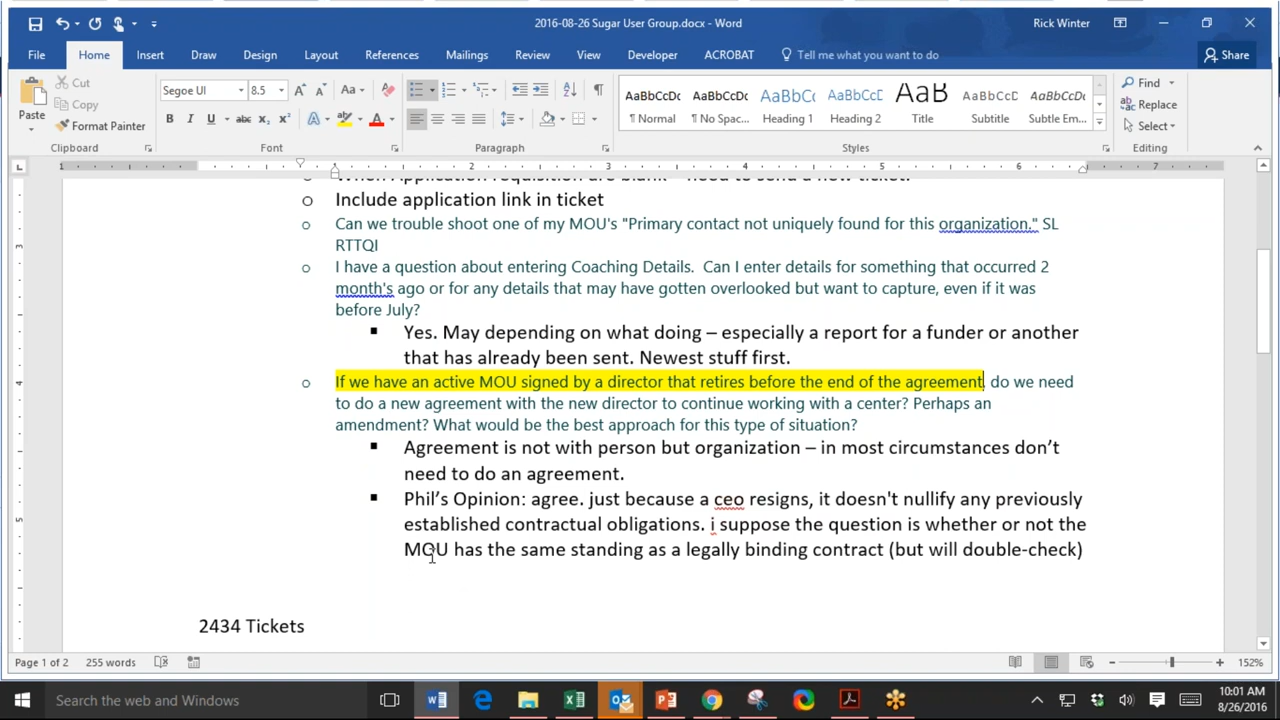 2016-08-26 Sugar User Group.docx - Word
Rick Winter
File Home Insert Draw Design Layout References Mailings Review View Developer ACROBAT Tell me what you want to do Share
Paste
Cut
Copy
Format Painter
Clipboard
Segoe UI 8.5
Font
Paragraph
AaBbCcDc AaBbCcDc AaBbCcD AaBbCcD AaB AaBbCcD AaBbCcD
¶ Normal ¶ No Spac... Heading 1 Heading 2 Title Subtitle Subtle Em...
Styles
Find
Replace
Select
Editing
Include application link in ticket
Can we trouble shoot one of my MOU's "Primary contact not uniquely found for this organization." SL
RTTQI
I have a question about entering Coaching Details. Can I enter details for something that occurred 2
month's ago or for any details that may have gotten overlooked but want to capture, even if it was
before July?
Yes. May depending on what doing – especially a report for a funder or another
that has already been sent. Newest stuff first.
If we have an active MOU signed by a director that retires before the end of the agreement, do we need
to do a new agreement with the new director to continue working with a center? Perhaps an
amendment? What would be the best approach for this type of situation?
Agreement is not with person but organization – in most circumstances don't
need to do an agreement.
Phil's Opinion: agree. just because a ceo resigns, it doesn't nullify any previously
established contractual obligations. i suppose the question is whether or not the
MOU has the same standing as a legally binding contract (but will double-check)
2434 Tickets
Page 1 of 2 255 words 152%
Search the web and Windows
10:01 AM
8/26/2016